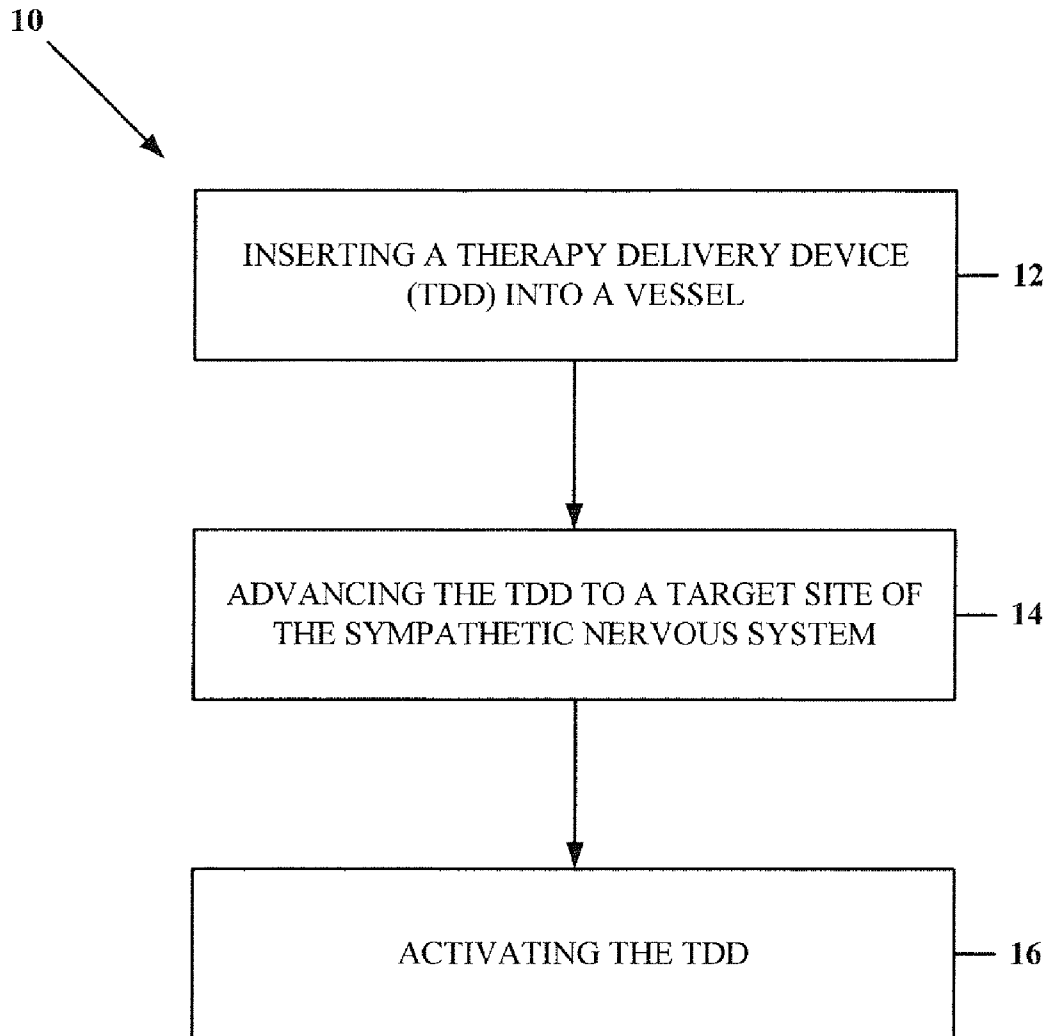 10
INSERTING A THERAPY DELIVERY DEVICE
(TDD) INTO A VESSEL
12
ADVANCING THE TDD TO A TARGET SITE OF
THE SYMPATHETIC NERVOUS SYSTEM
14
ACTIVATING THE TDD
16